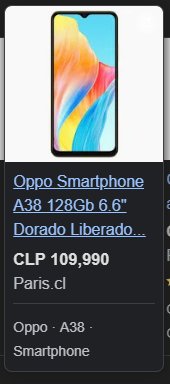 Oppo Smartphone
A38 128Gb 6.6"
Dorado Liberado...
CLP 109,990
Paris.cl
Oppo · A38 ·
Smartphone